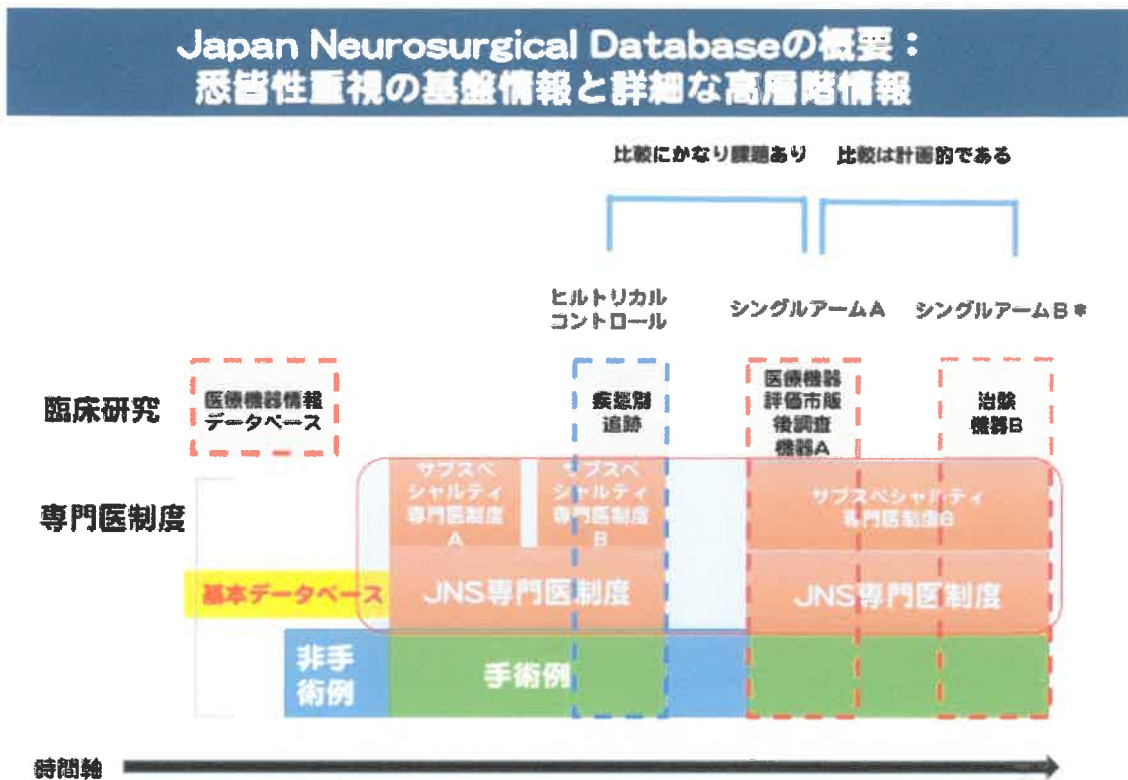 Japan Neurosurgical Databaseの概要：
悉皆性重視の基盤情報と詳細な高層階情報
比較にかなり課題あり
比較は計画的である
ヒルトリカル
コントロール
シングルアームA
シングルアームB＊
臨床研究
医療機器情報
データベース
疾患別
追跡
医療機器
評価市販
後調査
機器A
治験
機器B
専門医制度
サブスペ
シャルティ
専門医制度
A
サブスペ
シャルティ
専門医制度
B
サブスペシャルティ
専門医制度B
基本データベース
JNS専門医制度
JNS専門医制度
非手
術例
手術例
時間軸